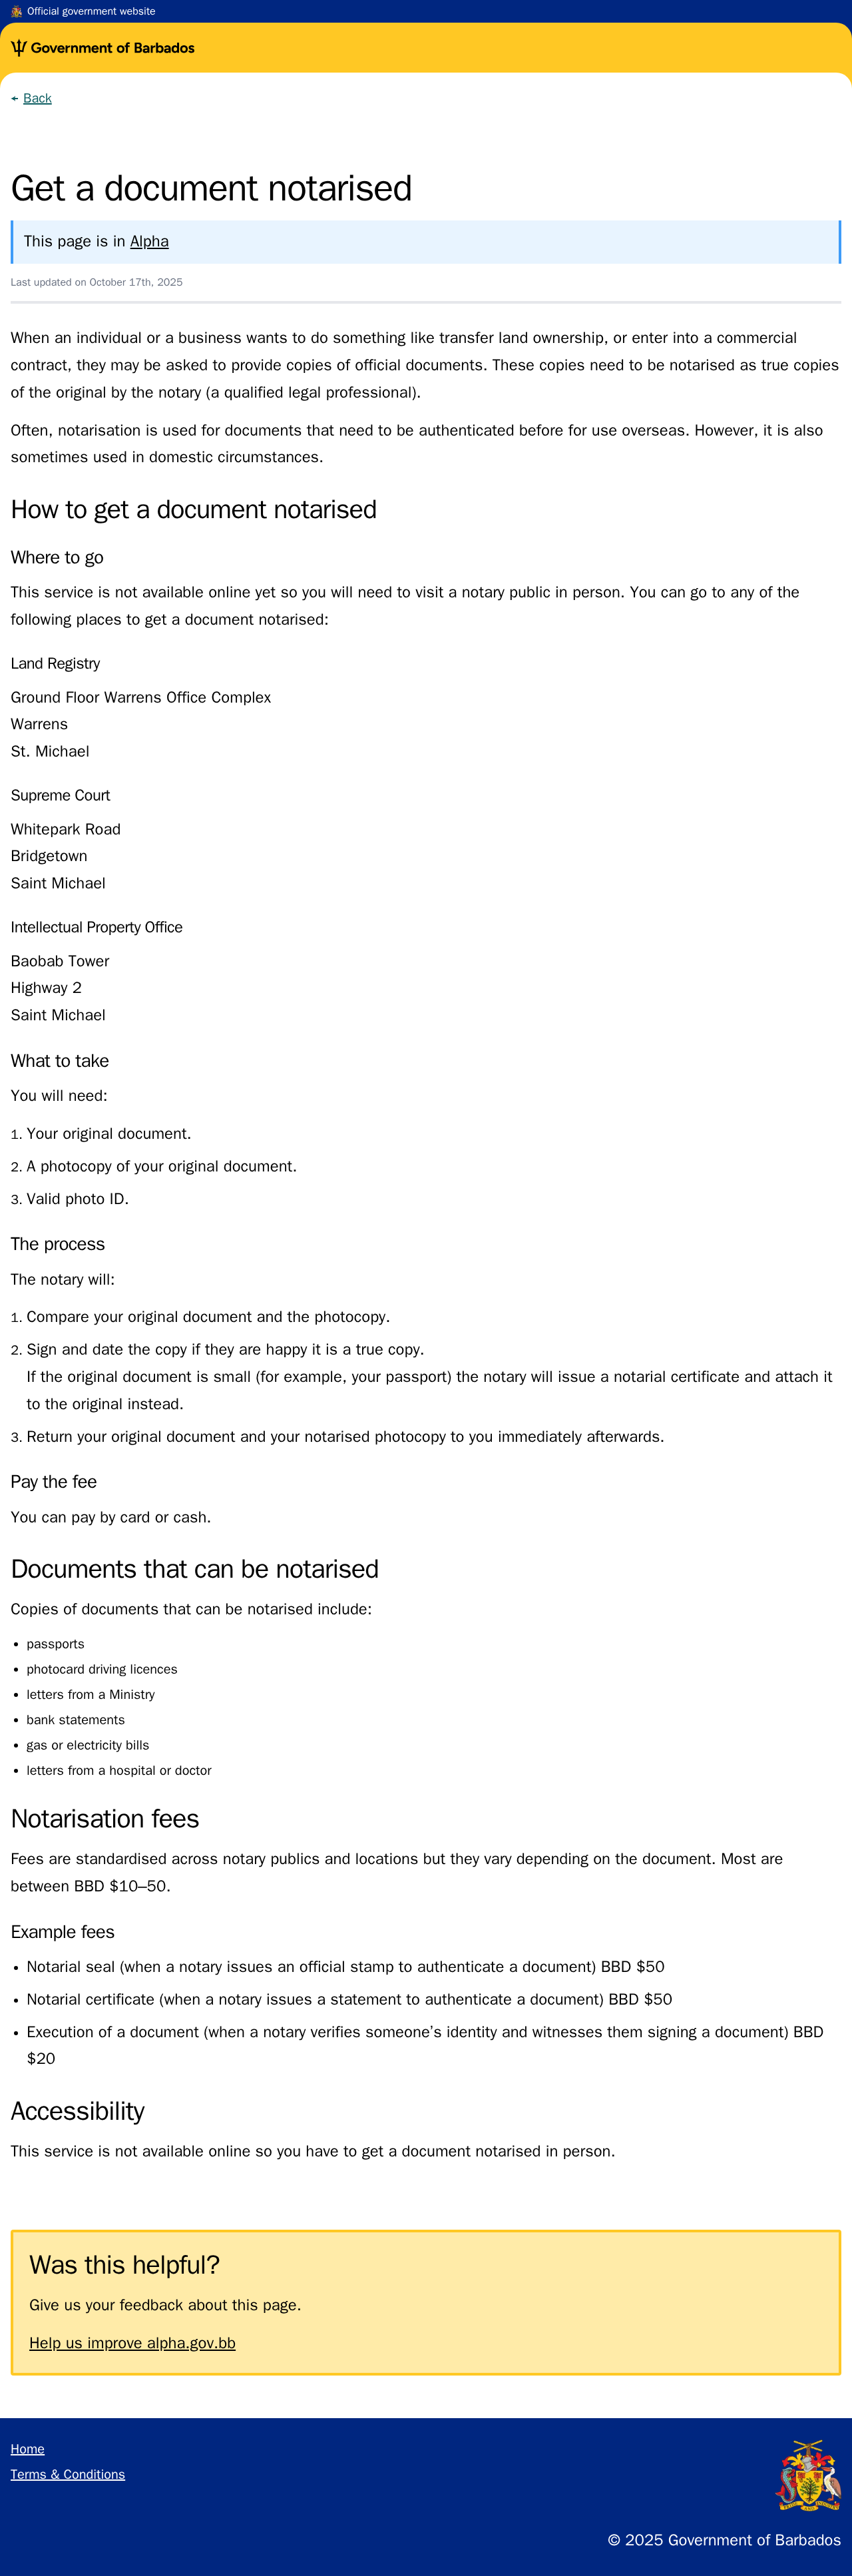 Official government website
Government of Barbados
← Back
Get a document notarised
This page is in Alpha
Last updated on October 17th, 2025
When an individual or a business wants to do something like transfer land ownership, or enter into a commercial
contract, they may be asked to provide copies of official documents. These copies need to be notarised as true copies
of the original by the notary (a qualified legal professional).
Often, notarisation is used for documents that need to be authenticated before for use overseas. However, it is also
sometimes used in domestic circumstances.
How to get a document notarised
Where to go
This service is not available online yet so you will need to visit a notary public in person. You can go to any of the
following places to get a document notarised:
Land Registry
Ground Floor Warrens Office Complex
Warrens
St. Michael
Supreme Court
Whitepark Road
Bridgetown
Saint Michael
Intellectual Property Office
Baobab Tower
Highway 2
Saint Michael
What to take
You will need:
1. Your original document.
2. A photocopy of your original document.
3. Valid photo ID.
The process
The notary will:
1. Compare your original document and the photocopy.
2. Sign and date the copy if they are happy it is a true copy.
If the original document is small (for example, your passport) the notary will issue a notarial certificate and attach it
to the original instead.
3. Return your original document and your notarised photocopy to you immediately afterwards.
Pay the fee
You can pay by card or cash.
Documents that can be notarised
Copies of documents that can be notarised include:
• passports
• photocard driving licences
• letters from a Ministry
• bank statements
• gas or electricity bills
• letters from a hospital or doctor
Notarisation fees
Fees are standardised across notary publics and locations but they vary depending on the document. Most are
between BBD $10–50.
Example fees
• Notarial seal (when a notary issues an official stamp to authenticate a document) BBD $50
• Notarial certificate (when a notary issues a statement to authenticate a document) BBD $50
• Execution of a document (when a notary verifies someone's identity and witnesses them signing a document) BBD
$20
Accessibility
This service is not available online so you have to get a document notarised in person.
Was this helpful?
Give us your feedback about this page.
Help us improve alpha.gov.bb
Home
Terms & Conditions
© 2025 Government of Barbados